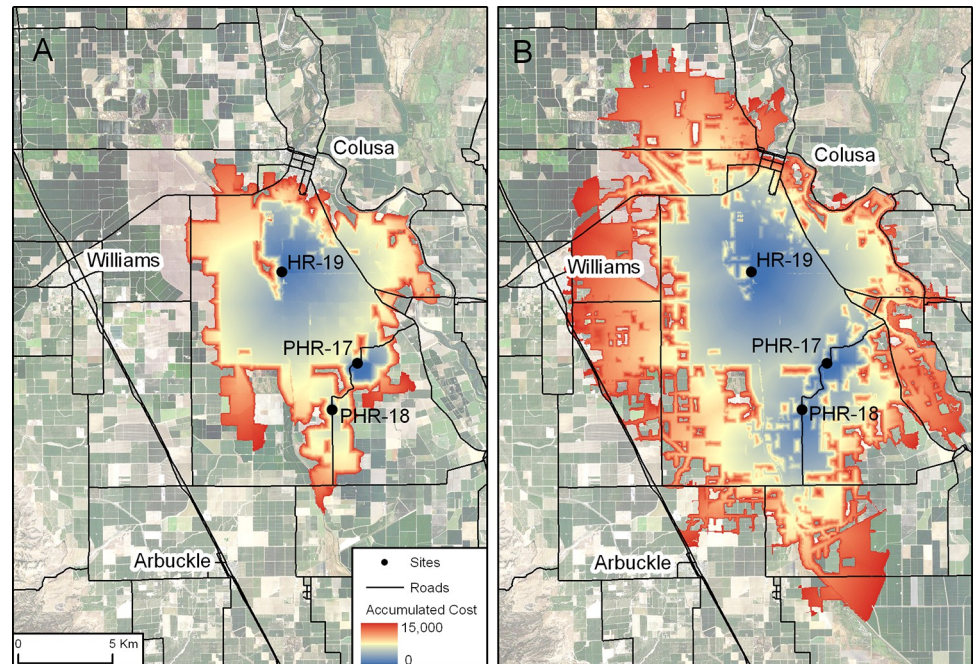 A
Colusa
Williams
HR-19
PHR-17
PHR-18
Arbuckle
Sites
Roads
Accumulated Cost
15,000
0
0 5 Km
B
Colusa
Williams
HR-19
PHR-17
PHR-18
Arbuckle